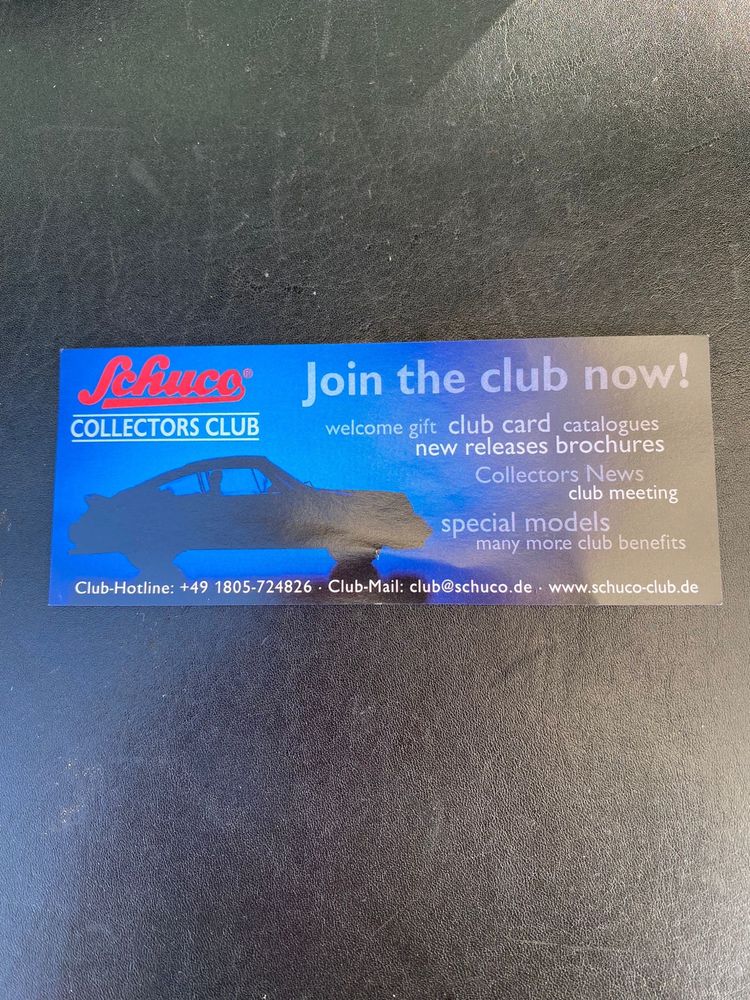 Schuco®
COLLECTORS CLUB
Join the club now!
welcome gift club card catalogues
new releases brochures
Collectors News
club meeting
special models
many more club benefits
Club-Hotline: +49 1805-724826 · Club-Mail: club@schuco.de · www.schuco-club.de